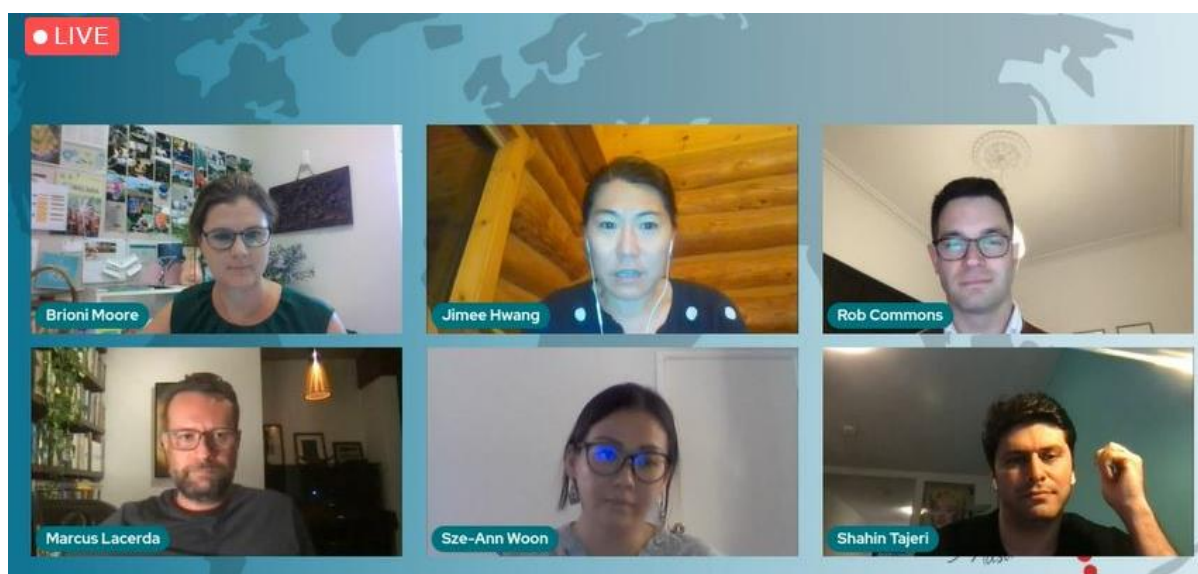 LIVE
Brioni Moore
Jimee Hwang
Rob Commons
Marcus Lacerda
Sze-Ann Woon
Shahin Tajeri